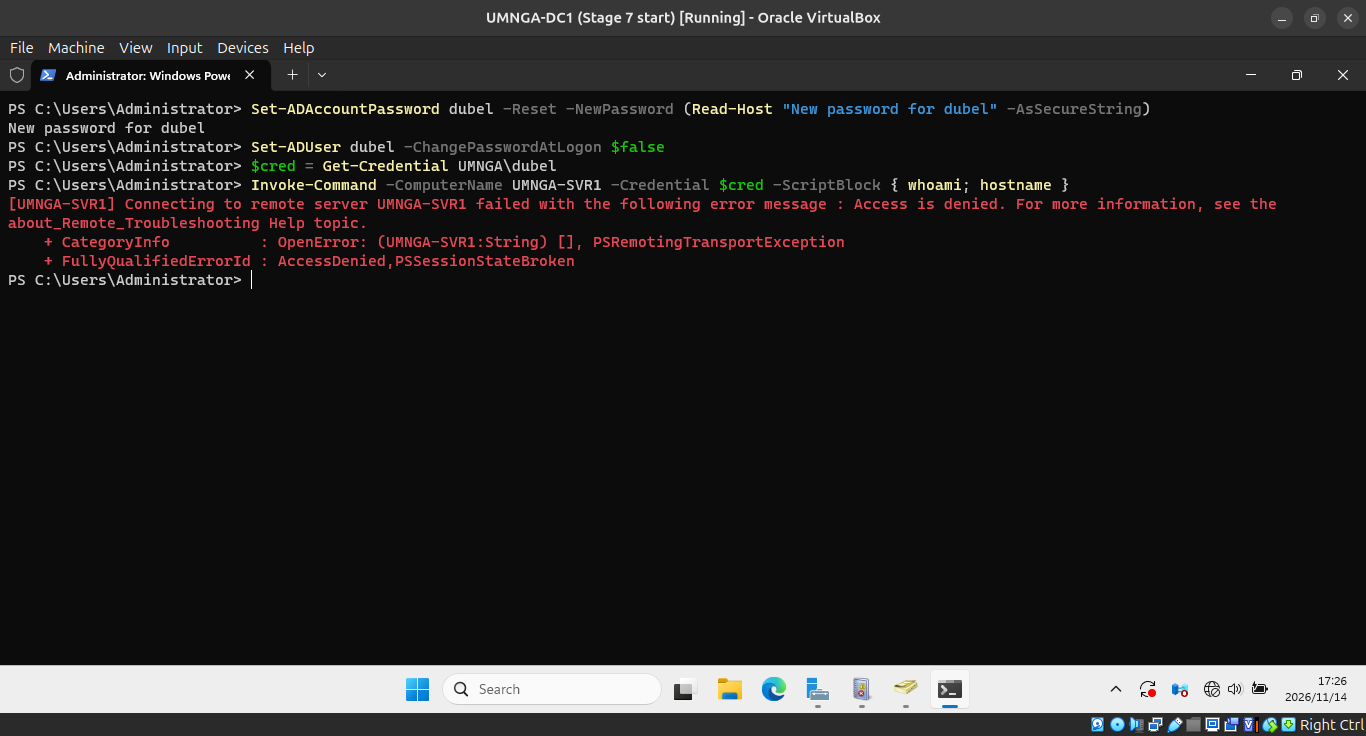 UMNGA-DC1 (Stage 7 start) [Running] - Oracle VirtualBox
File Machine View Input Devices Help
Administrator: Windows Powe
PS C:\Users\Administrator> Set-ADAccountPassword dubel -Reset -NewPassword (Read-Host "New password for dubel" -AsSecureString)
New password for dubel
PS C:\Users\Administrator> Set-ADUser dubel -ChangePasswordAtLogon $false
PS C:\Users\Administrator> $cred = Get-Credential UMNGA\dubel
PS C:\Users\Administrator> Invoke-Command -ComputerName UMNGA-SVR1 -Credential $cred -ScriptBlock { whoami; hostname }
[UMNGA-SVR1] Connecting to remote server UMNGA-SVR1 failed with the following error message : Access is denied. For more information, see the
about_Remote_Troubleshooting Help topic.
    + CategoryInfo          : OpenError: (UMNGA-SVR1:String) [], PSRemotingTransportException
    + FullyQualifiedErrorId : AccessDenied,PSSessionStateBroken
PS C:\Users\Administrator>
Search
17:26
2026/11/14
Right Ctrl